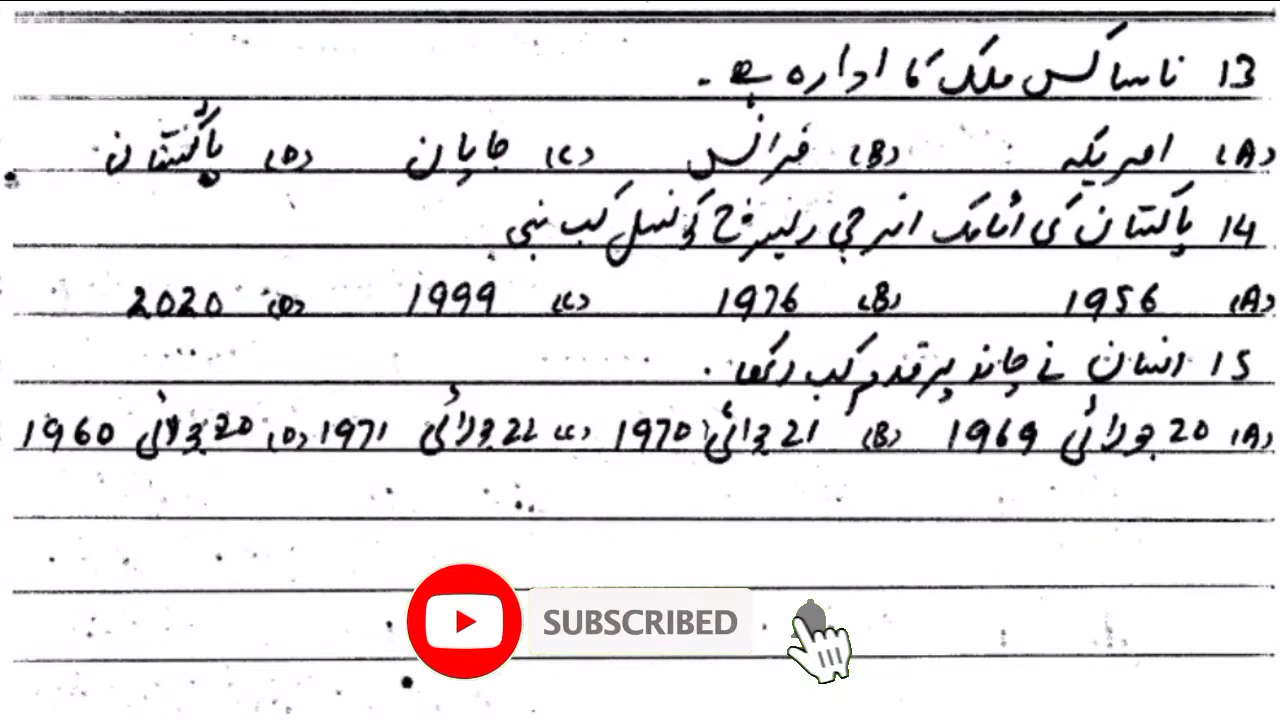 13 ناسا کس ملک کا ادارہ ہے۔
(A) امریکہ (B) فرانس (C) جاپان (D) پاکستان
14 پاکستان کی اٹامک انرجی ریسرچ کونسل کب بنی
(A) 1956 (B) 1976 (C) 1999 (D) 2020
15 انسان نے چاند پر قدم کب رکھا۔
(A) 20 جولائی 1969 (B) 21 جولائی 1970 (C) 22 جولائی 1971 (D) 20 جولائی 1960
SUBSCRIBED